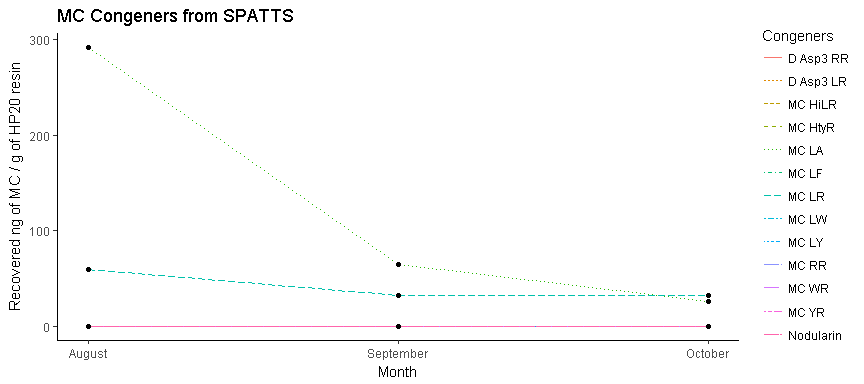 MC Congeners from SPATTS
Recovered ng of MC / g of HP20 resin
300
200
100
0
August
September
October
Month
Congeners
D Asp3 RR
D Asp3 LR
MC HiLR
MC HtyR
MC LA
MC LF
MC LR
MC LW
MC LY
MC RR
MC WR
MC YR
Nodularin